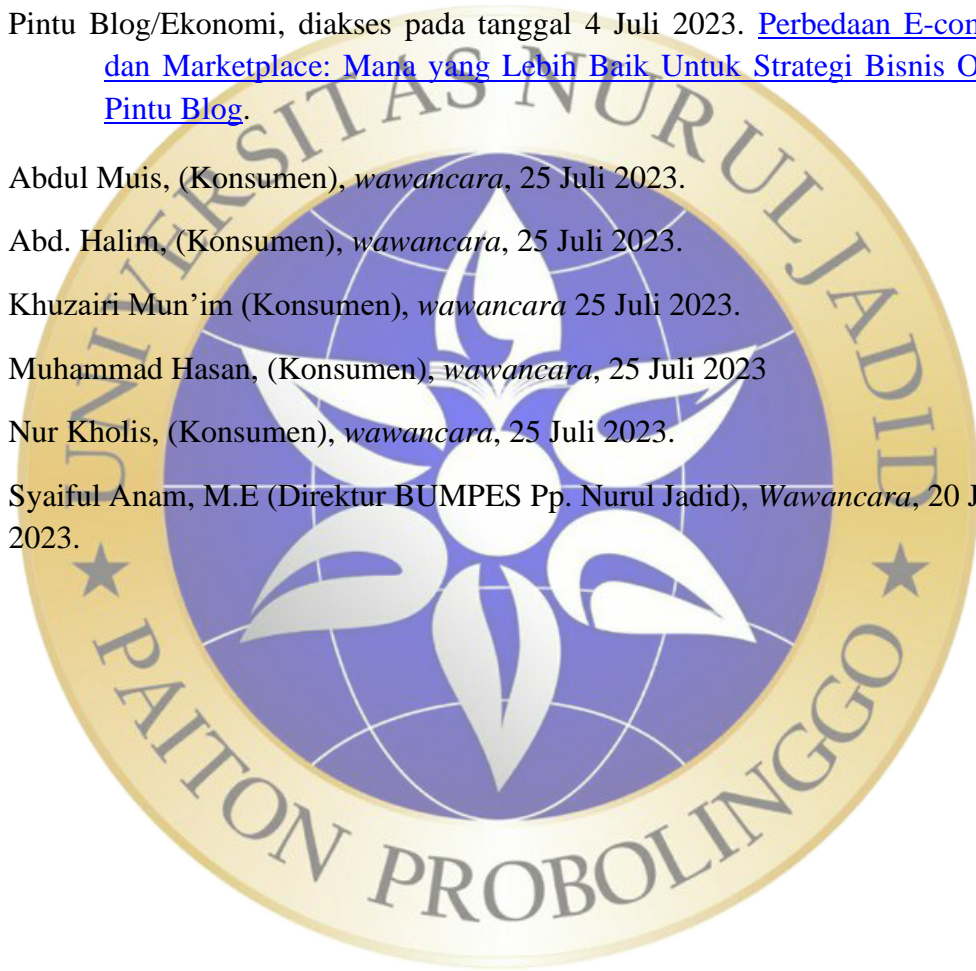 Pintu Blog/Ekonomi, diakses pada tanggal 4 Juli 2023. Perbedaan E-con
dan Marketplace: Mana yang Lebih Baik Untuk Strategi Bisnis O
Pintu Blog.
Abdul Muis, (Konsumen), wawancara, 25 Juli 2023.
Abd. Halim, (Konsumen), wawancara, 25 Juli 2023.
Khuzairi Mun’im (Konsumen), wawancara 25 Juli 2023.
Muhammad Hasan, (Konsumen), wawancara, 25 Juli 2023
Nur Kholis, (Konsumen), wawancara, 25 Juli 2023.
Syaiful Anam, M.E (Direktur BUMPES Pp. Nurul Jadid), Wawancara, 20 J
2023.
UNIVERSITAS NURUL JADID
PAITON PROBOLINGGO